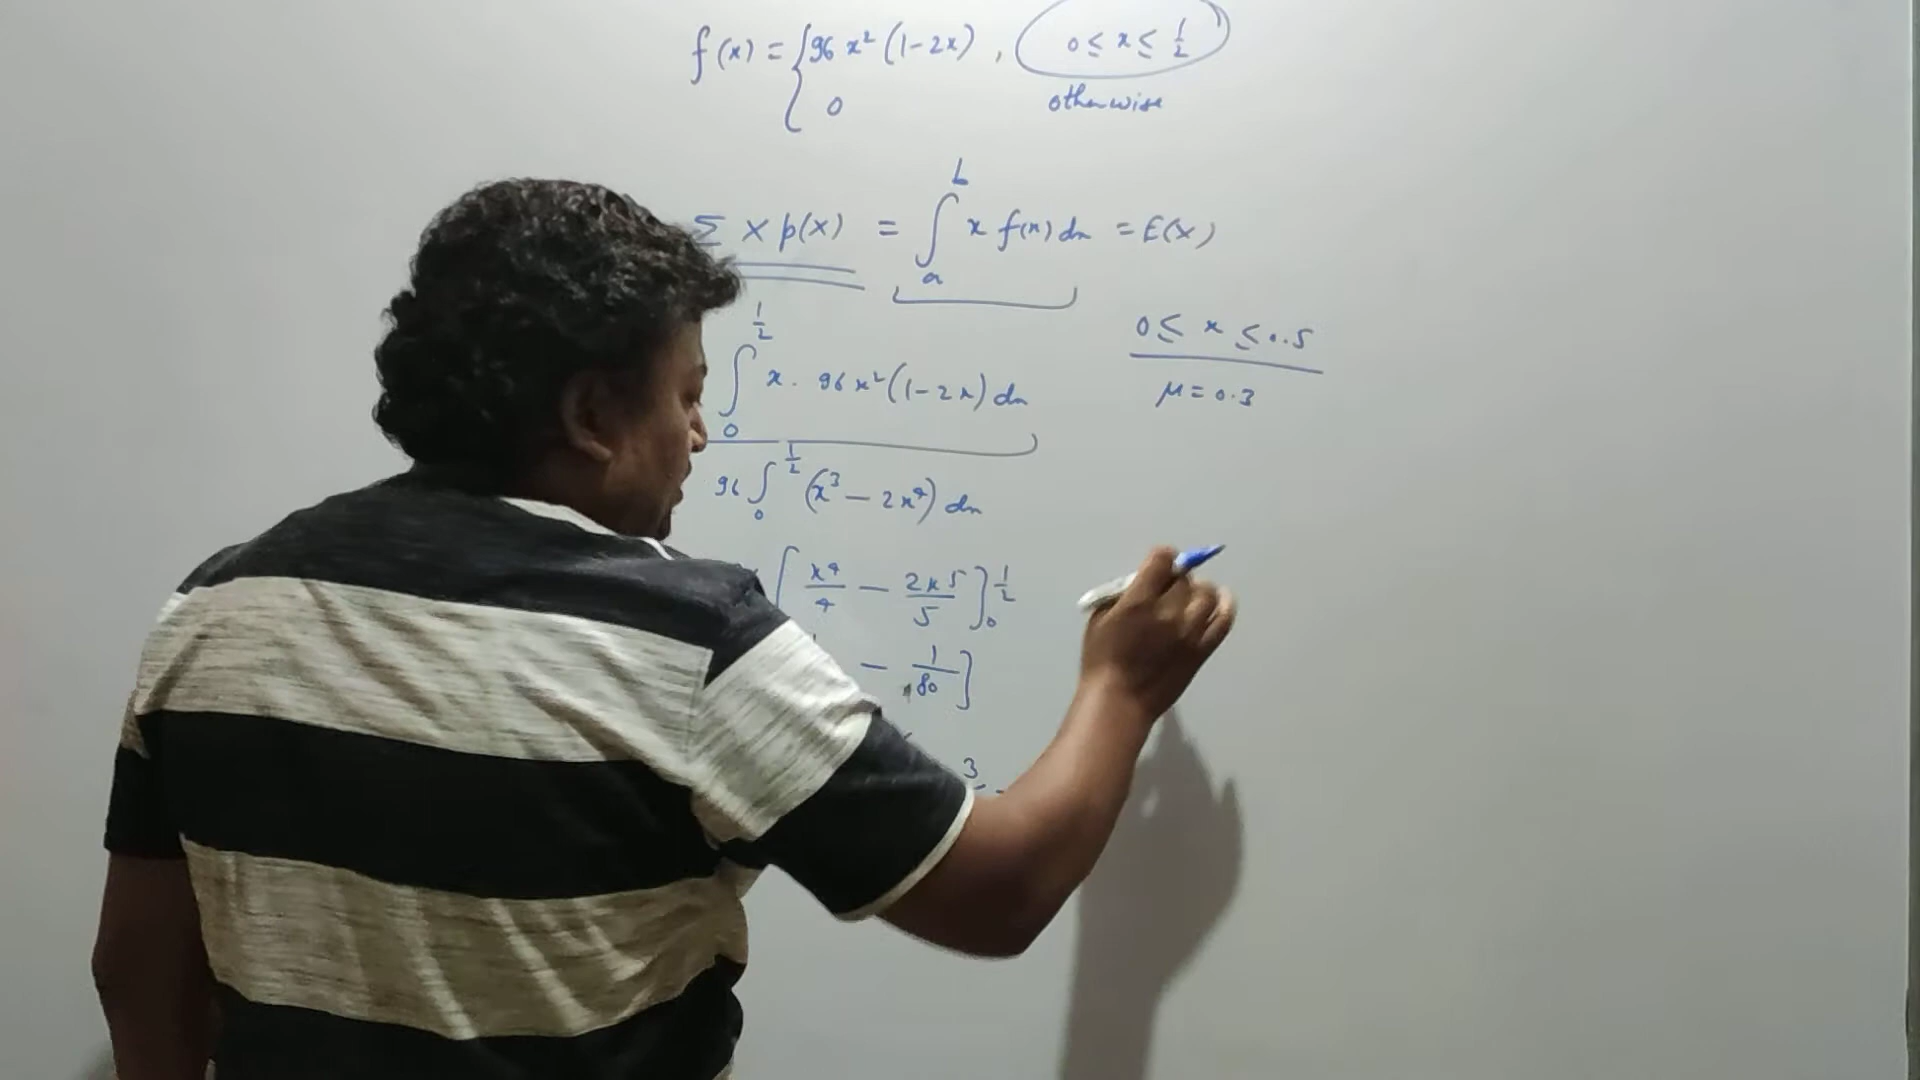 f(x) = { 96 x² (1-2x) , 0 ≤ x ≤ 1/2
0 otherwise
Σ x p(x) = ∫ₐᵇ x f(x) dx = E(x)
∫₀^(1/2) x . 96 x² (1-2x) dx
0 ≤ x ≤ 0.5
μ = 0.3
96 ∫₀^(1/2) (x³ - 2x⁴) dx
[ x⁴/4 - 2x5/5 ]₀^(1/2)
- 1/80 ]
3